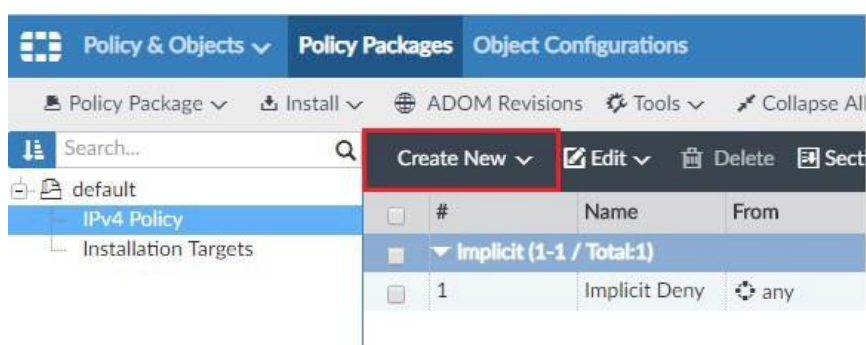 Policy & Objects Policy Packages Object Configurations
Policy Package Install ADOM Revisions Tools Collapse All
Search... Create New Edit Delete Secti
default
IPv4 Policy # Name From
Installation Targets Implicit (1-1 / Total:1)
1 Implicit Deny any